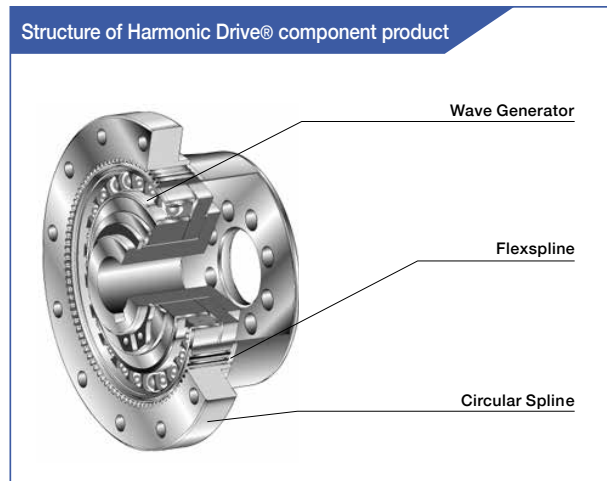 Structure of Harmonic Drive® component product
Wave Generator
Flexspline
Circular Spline